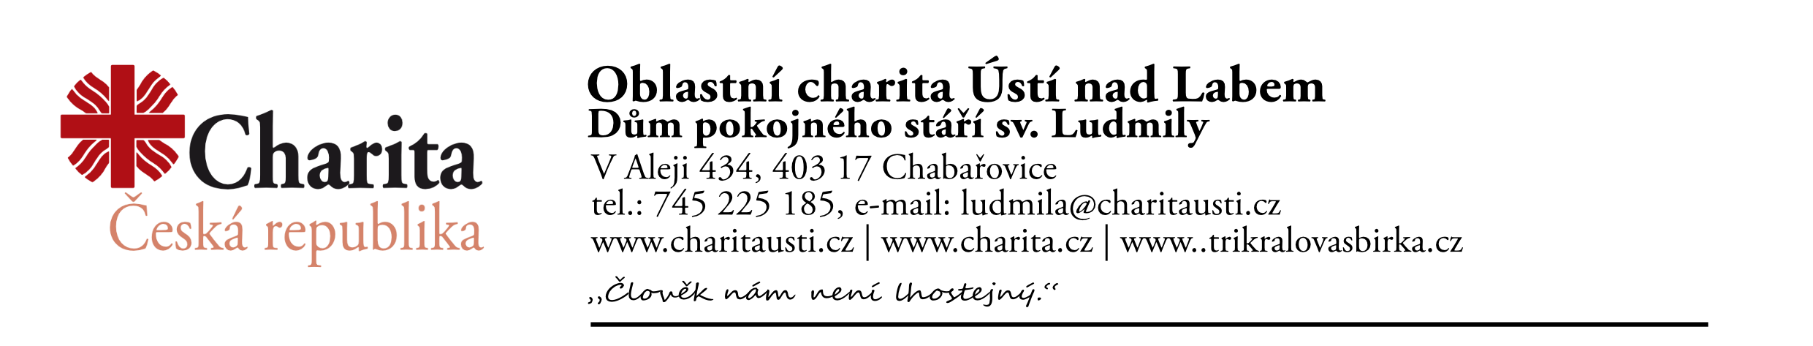 Charita
Česká republika
Oblastní charita Ústí nad Labem
Dům pokojného stáří sv. Ludmily
V Aleji 434, 403 17 Chabařovice
tel.: 745 225 185, e-mail: ludmila@charitausti.cz
www.charitausti.cz | www.charita.cz | www..trikralovasbirka.cz
,,Člověk nám není lhostejný.“